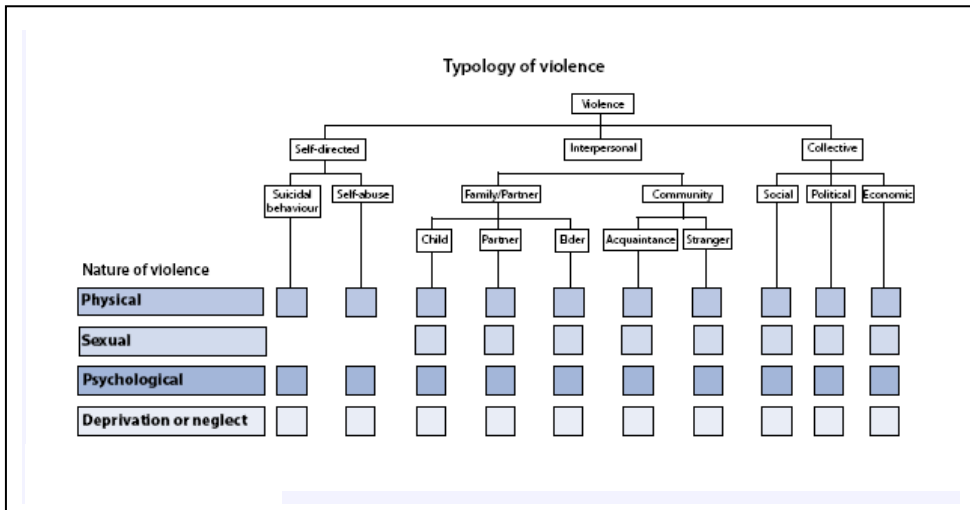 Typology of violence
Violence
Self-directed
Interpersonal
Collective
Suicidal
behaviour
Self-abuse
Family/Partner
Community
Social
Political
Economic
Child
Partner
Elder
Acquaintance
Stranger
Nature of violence
Physical
Sexual
Psychological
Deprivation or neglect